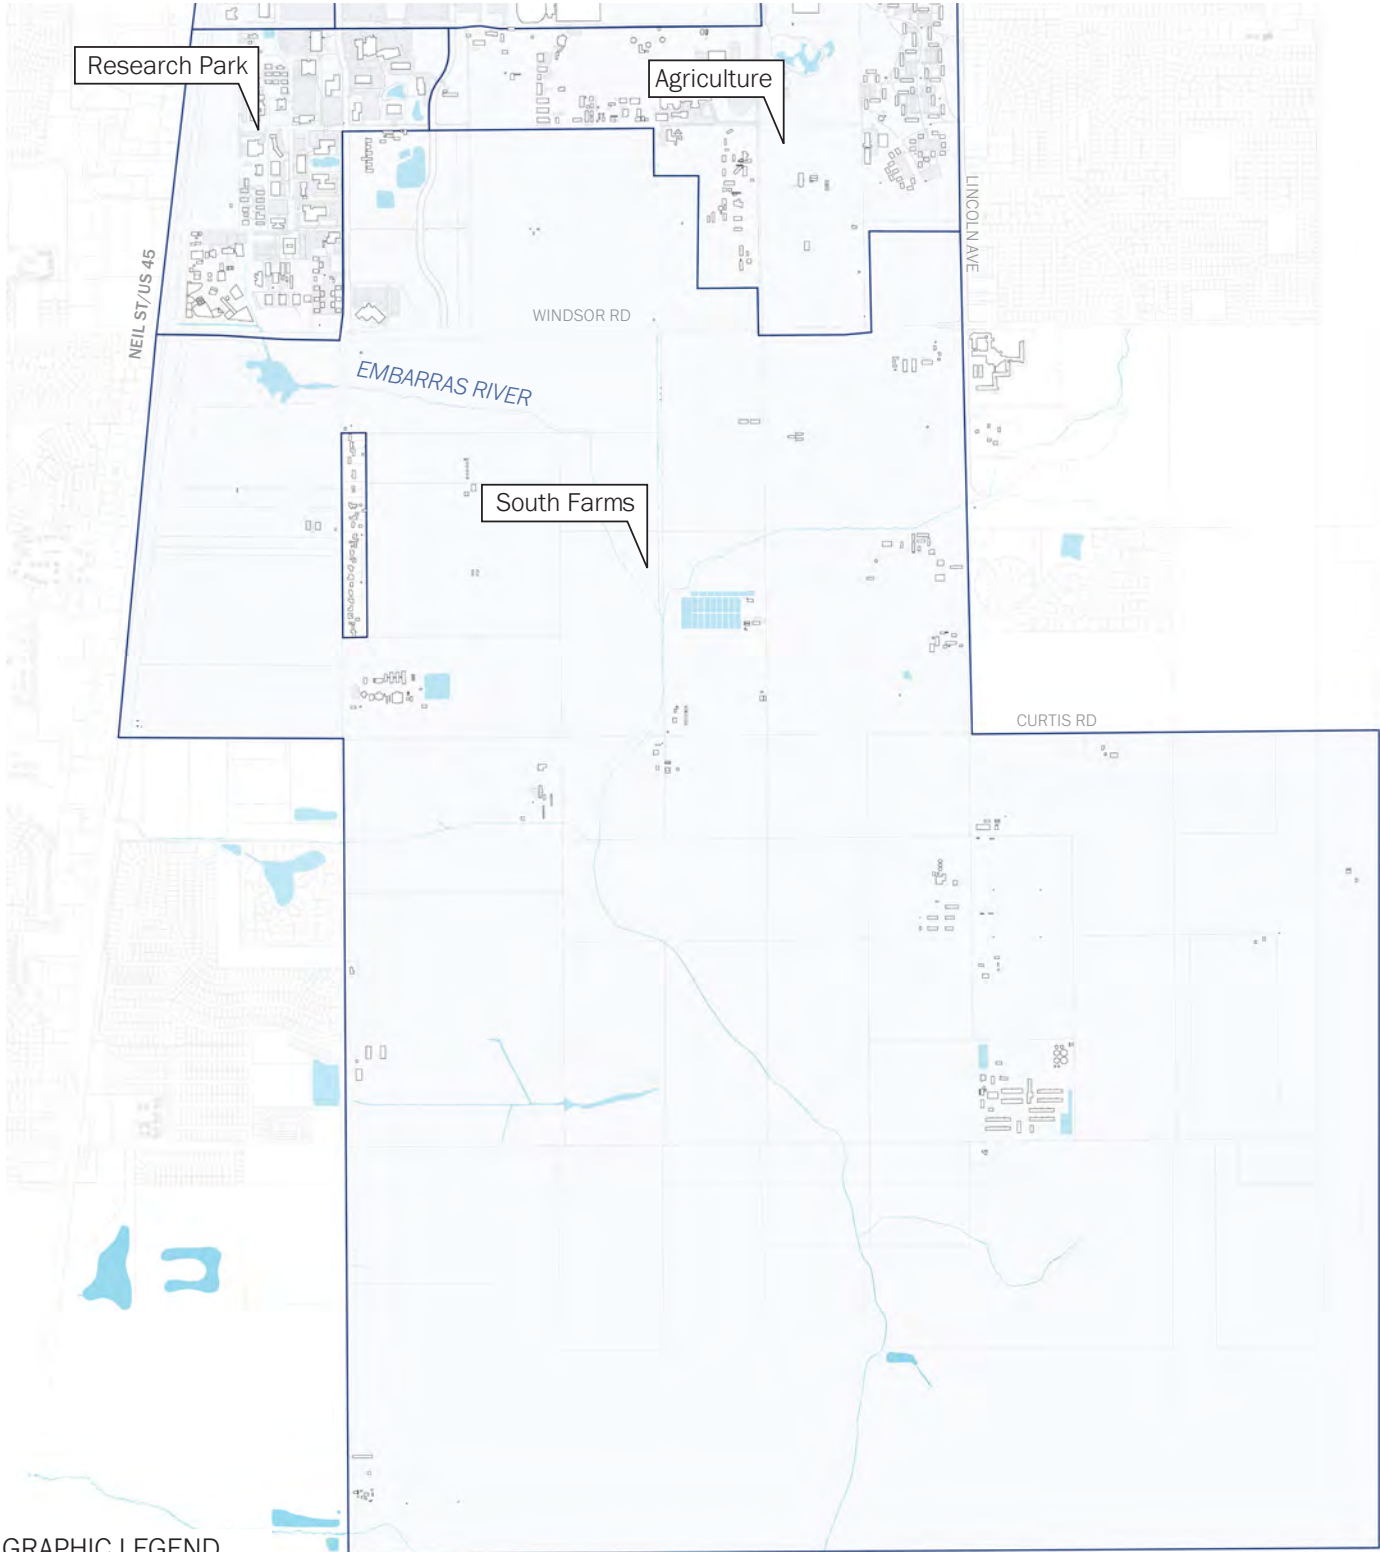 Research Park
Agriculture
LINCOLN AVE
NEIL ST/US 45
WINDSOR RD
EMBARRAS RIVER
South Farms
CURTIS RD
GRAPHIC LEGEND